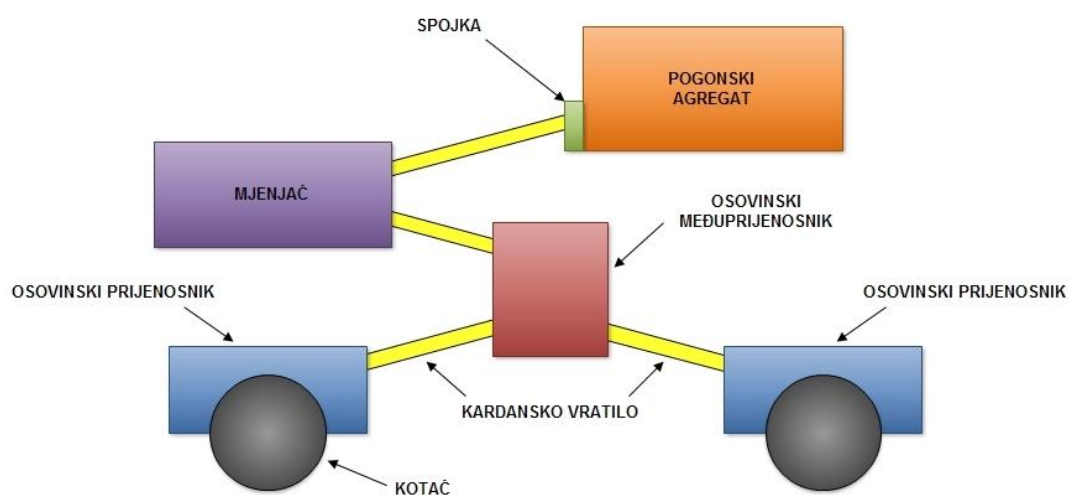 SPOJKA
POGONSKI
AGREGAT
MJENJAČ
OSOVINSKI
MEĐUPRIJENOSNIK
OSOVINSKI PRIJENOSNIK
OSOVINSKI PRIJENOSNIK
KARDANSKO VRATILO
KOTAČ